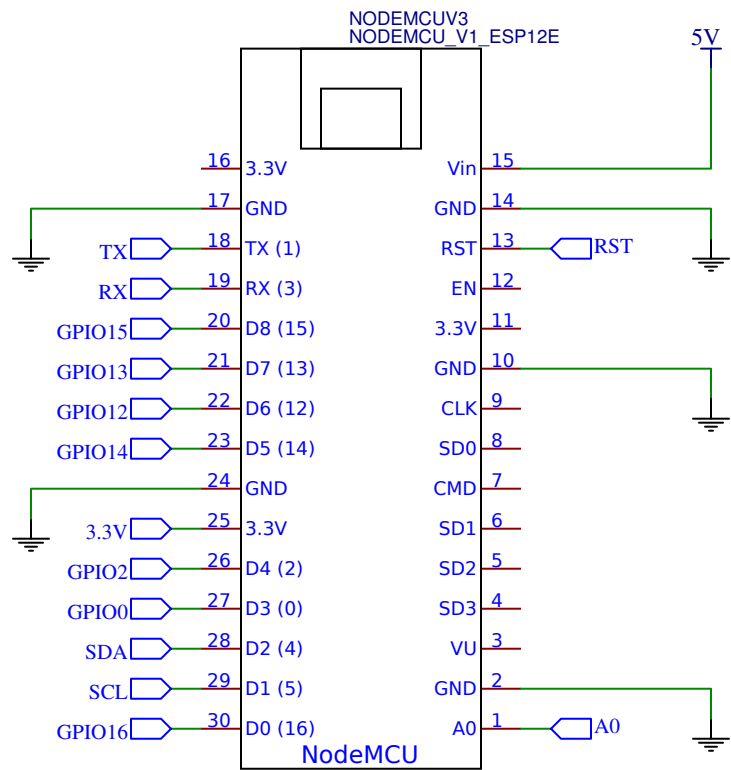 NODEMCUV3
NODEMCU_V1_ESP12E
5V
16 3.3V Vin 15
17 GND GND 14
TX 18 TX (1) RST 13 RST
RX 19 RX (3) EN 12
GPIO15 20 D8 (15) 3.3V 11
GPIO13 21 D7 (13) GND 10
GPIO12 22 D6 (12) CLK 9
GPIO14 23 D5 (14) SD0 8
24 GND CMD 7
3.3V 25 3.3V SD1 6
GPIO2 26 D4 (2) SD2 5
GPIO0 27 D3 (0) SD3 4
SDA 28 D2 (4) VU 3
SCL 29 D1 (5) GND 2
GPIO16 30 D0 (16) A0 1 A0
NodeMCU